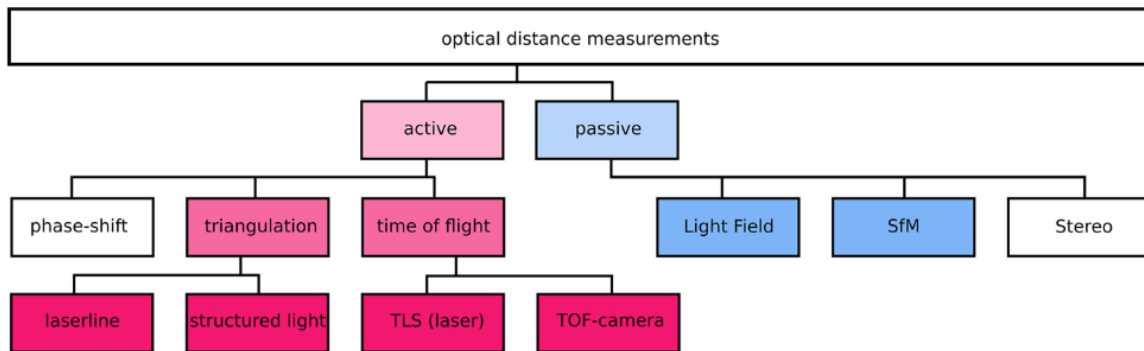 optical distance measurements
active
passive
phase-shift
triangulation
time of flight
Light Field
SfM
Stereo
laserline
structured light
TLS (laser)
TOF-camera